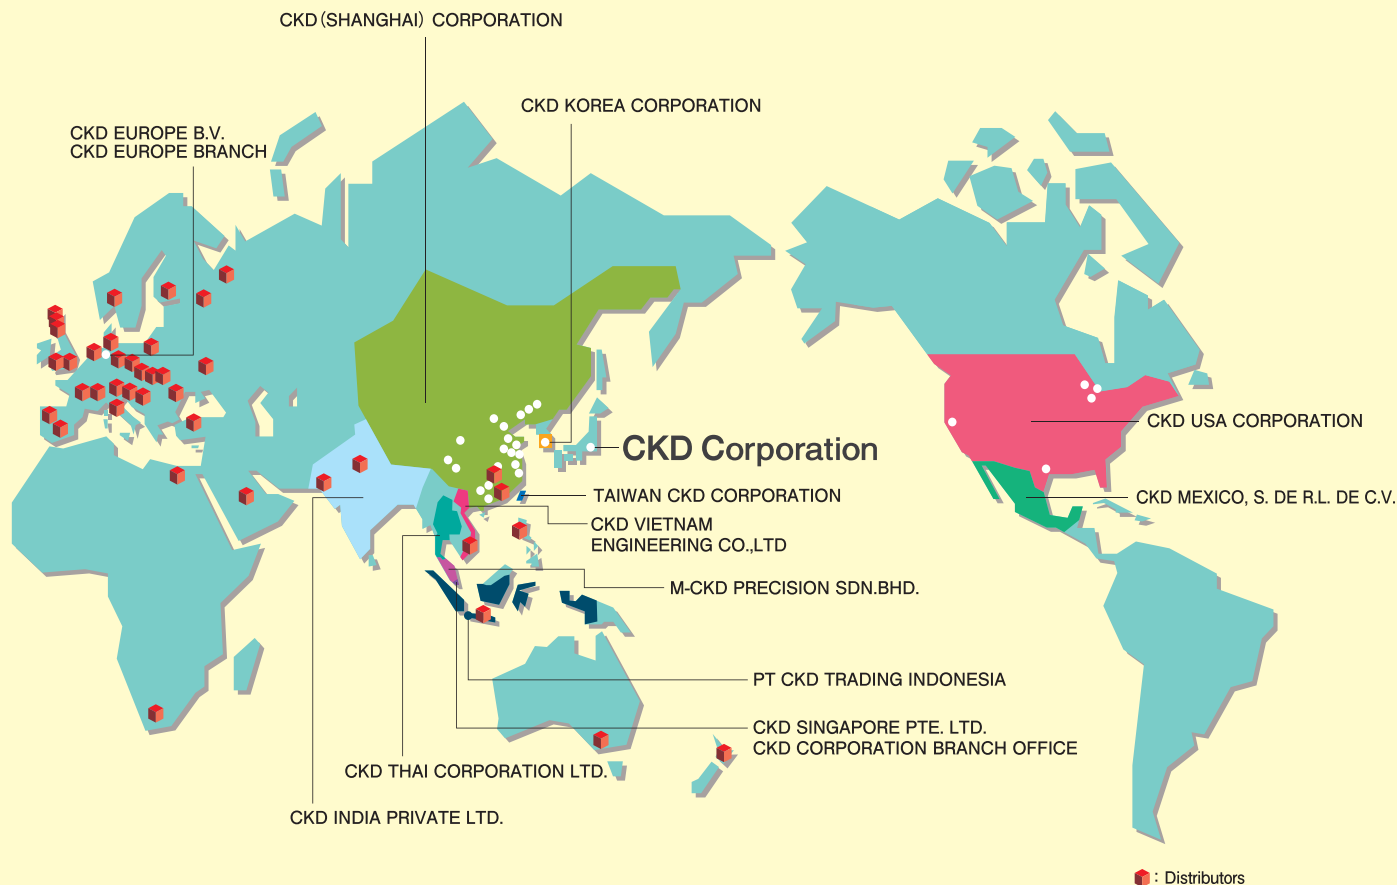 CKD(SHANGHAI) CORPORATION
CKD KOREA CORPORATION
CKD EUROPE B.V.
CKD EUROPE BRANCH
CKD USA CORPORATION
CKD Corporation
TAIWAN CKD CORPORATION
CKD MEXICO, S. DE R.L. DE C.V.
CKD VIETNAM
ENGINEERING CO.,LTD
M-CKD PRECISION SDN.BHD.
PT CKD TRADING INDONESIA
CKD SINGAPORE PTE. LTD.
CKD CORPORATION BRANCH OFFICE
CKD THAI CORPORATION LTD.
CKD INDIA PRIVATE LTD.
: Distributors